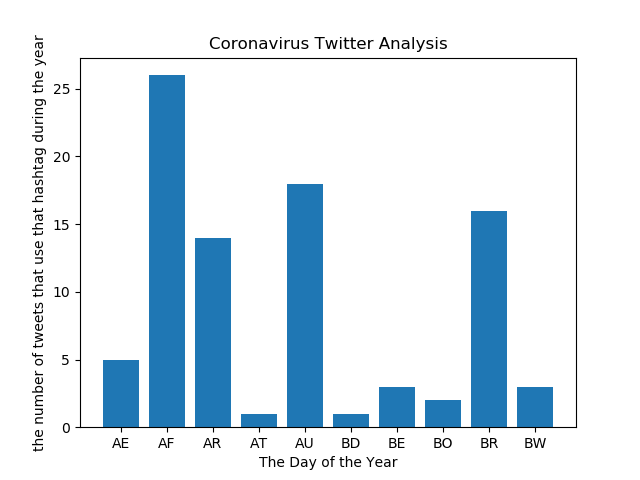 Coronavirus Twitter Analysis
the number of tweets that use that hashtag during the year
25
20
15
10
5
0
AE AF AR AT AU BD BE BO BR BW
The Day of the Year